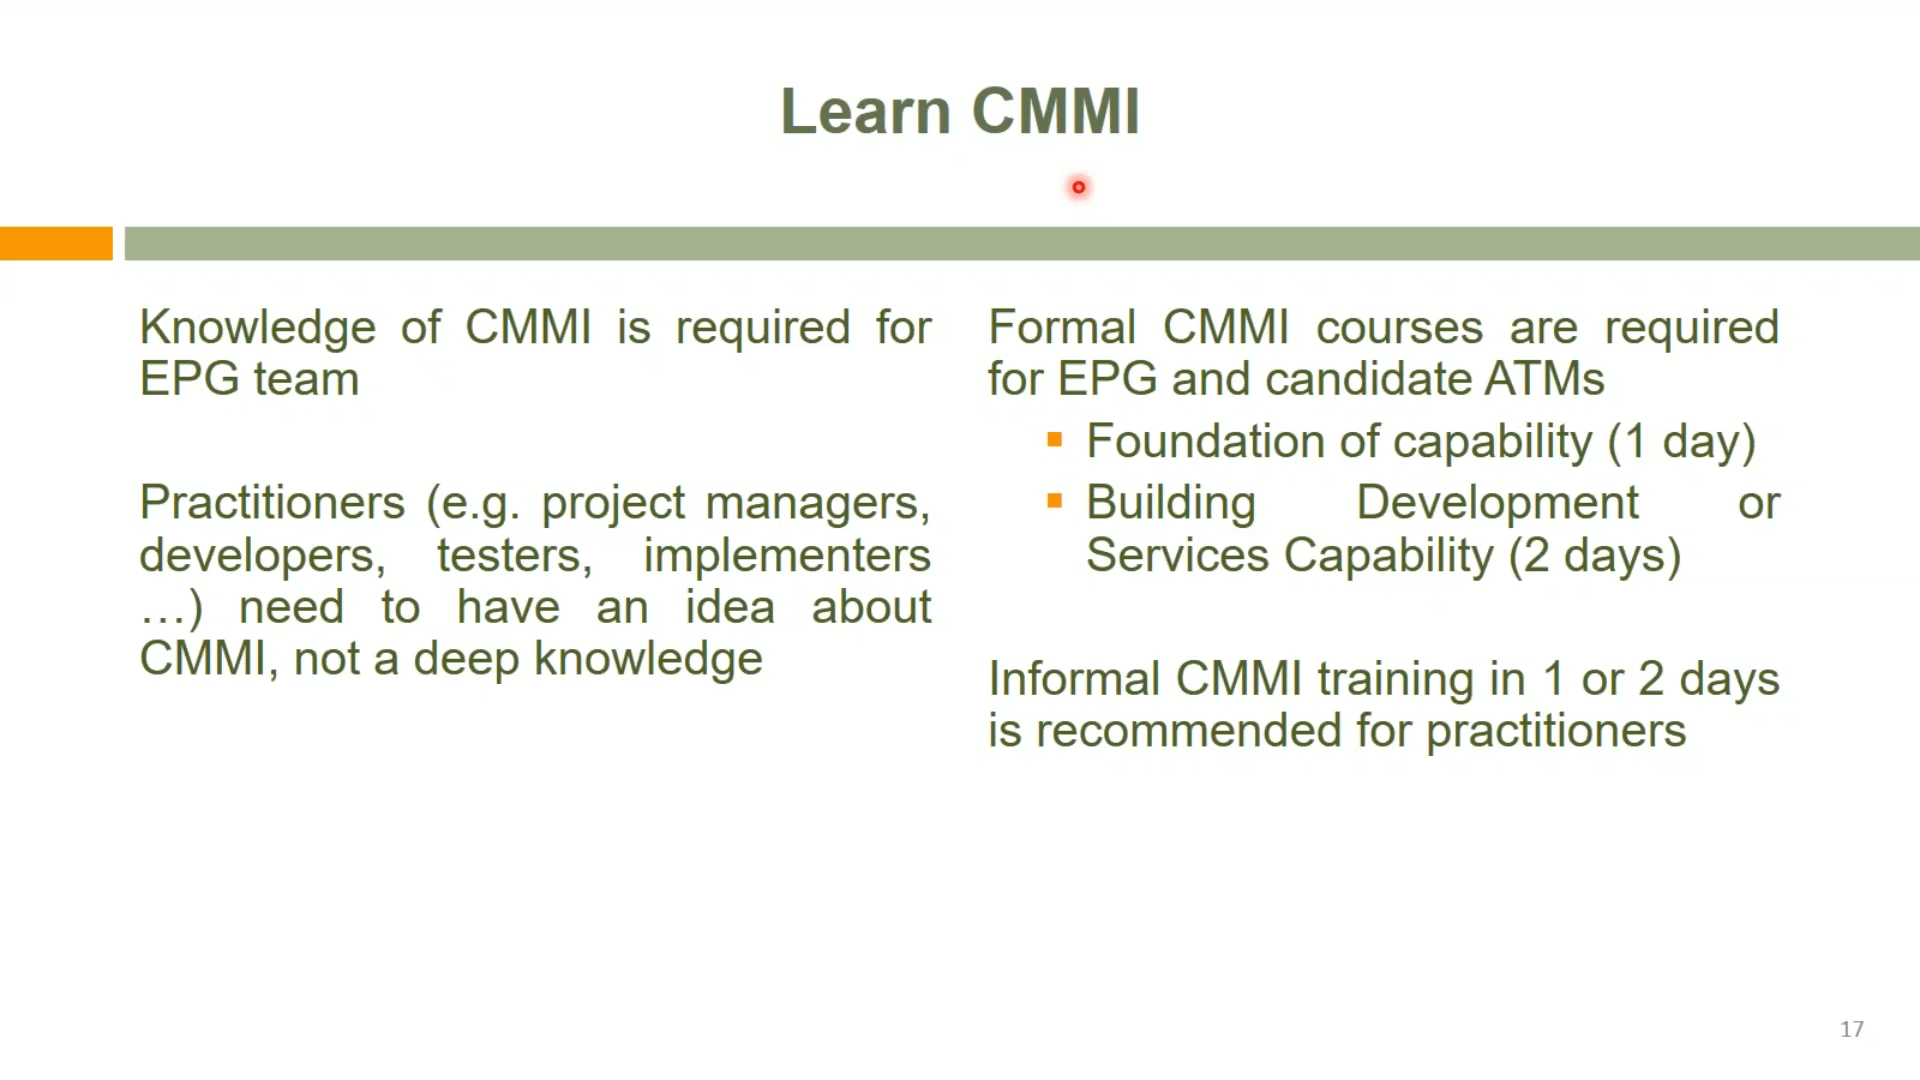 Learn CMMI
Knowledge of CMMI is required for
EPG team
Practitioners (e.g. project managers,
developers, testers, implementers
…) need to have an idea about
CMMI, not a deep knowledge
Formal CMMI courses are required
for EPG and candidate ATMs
▪ Foundation of capability (1 day)
▪ Building Development or
Services Capability (2 days)
Informal CMMI training in 1 or 2 days
is recommended for practitioners
17